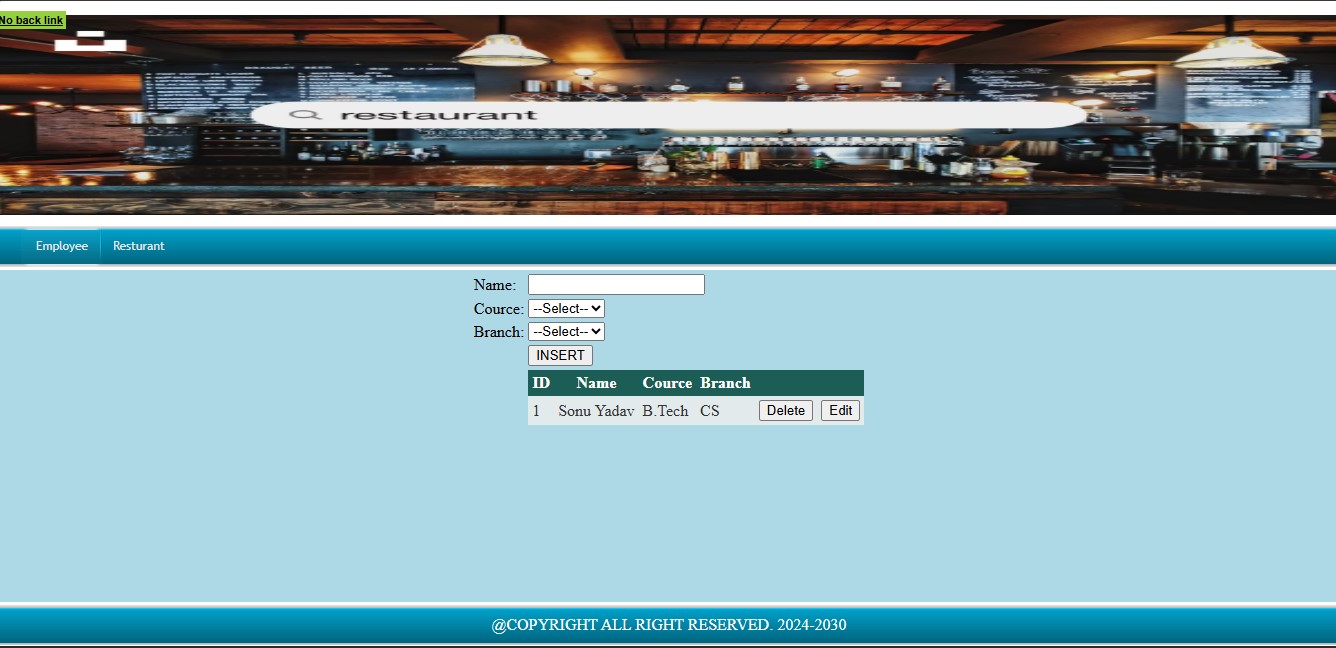 No back link
restaurant
Employee Resturant
Name:
Cource: --Select--
Branch: --Select--
INSERT
ID Name Cource Branch
1 Sonu Yadav B.Tech CS Delete Edit
@COPYRIGHT ALL RIGHT RESERVED. 2024-2030